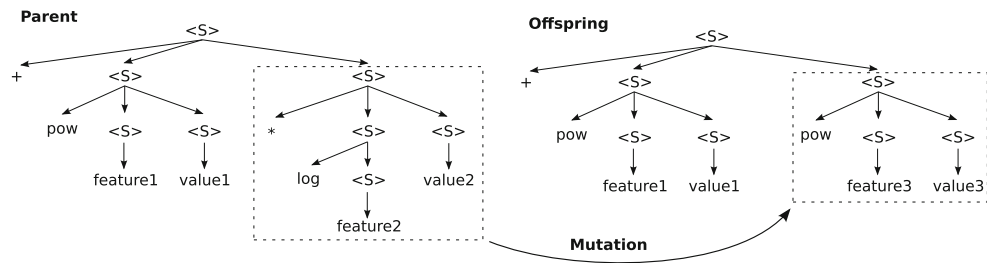 Parent
<S>
+ <S> <S>
pow <S> <S> * <S> <S>
feature1 value1 log <S> value2
feature2
Offspring
<S>
+ <S> <S>
pow <S> <S> pow <S> <S>
feature1 value1 feature3 value3
Mutation